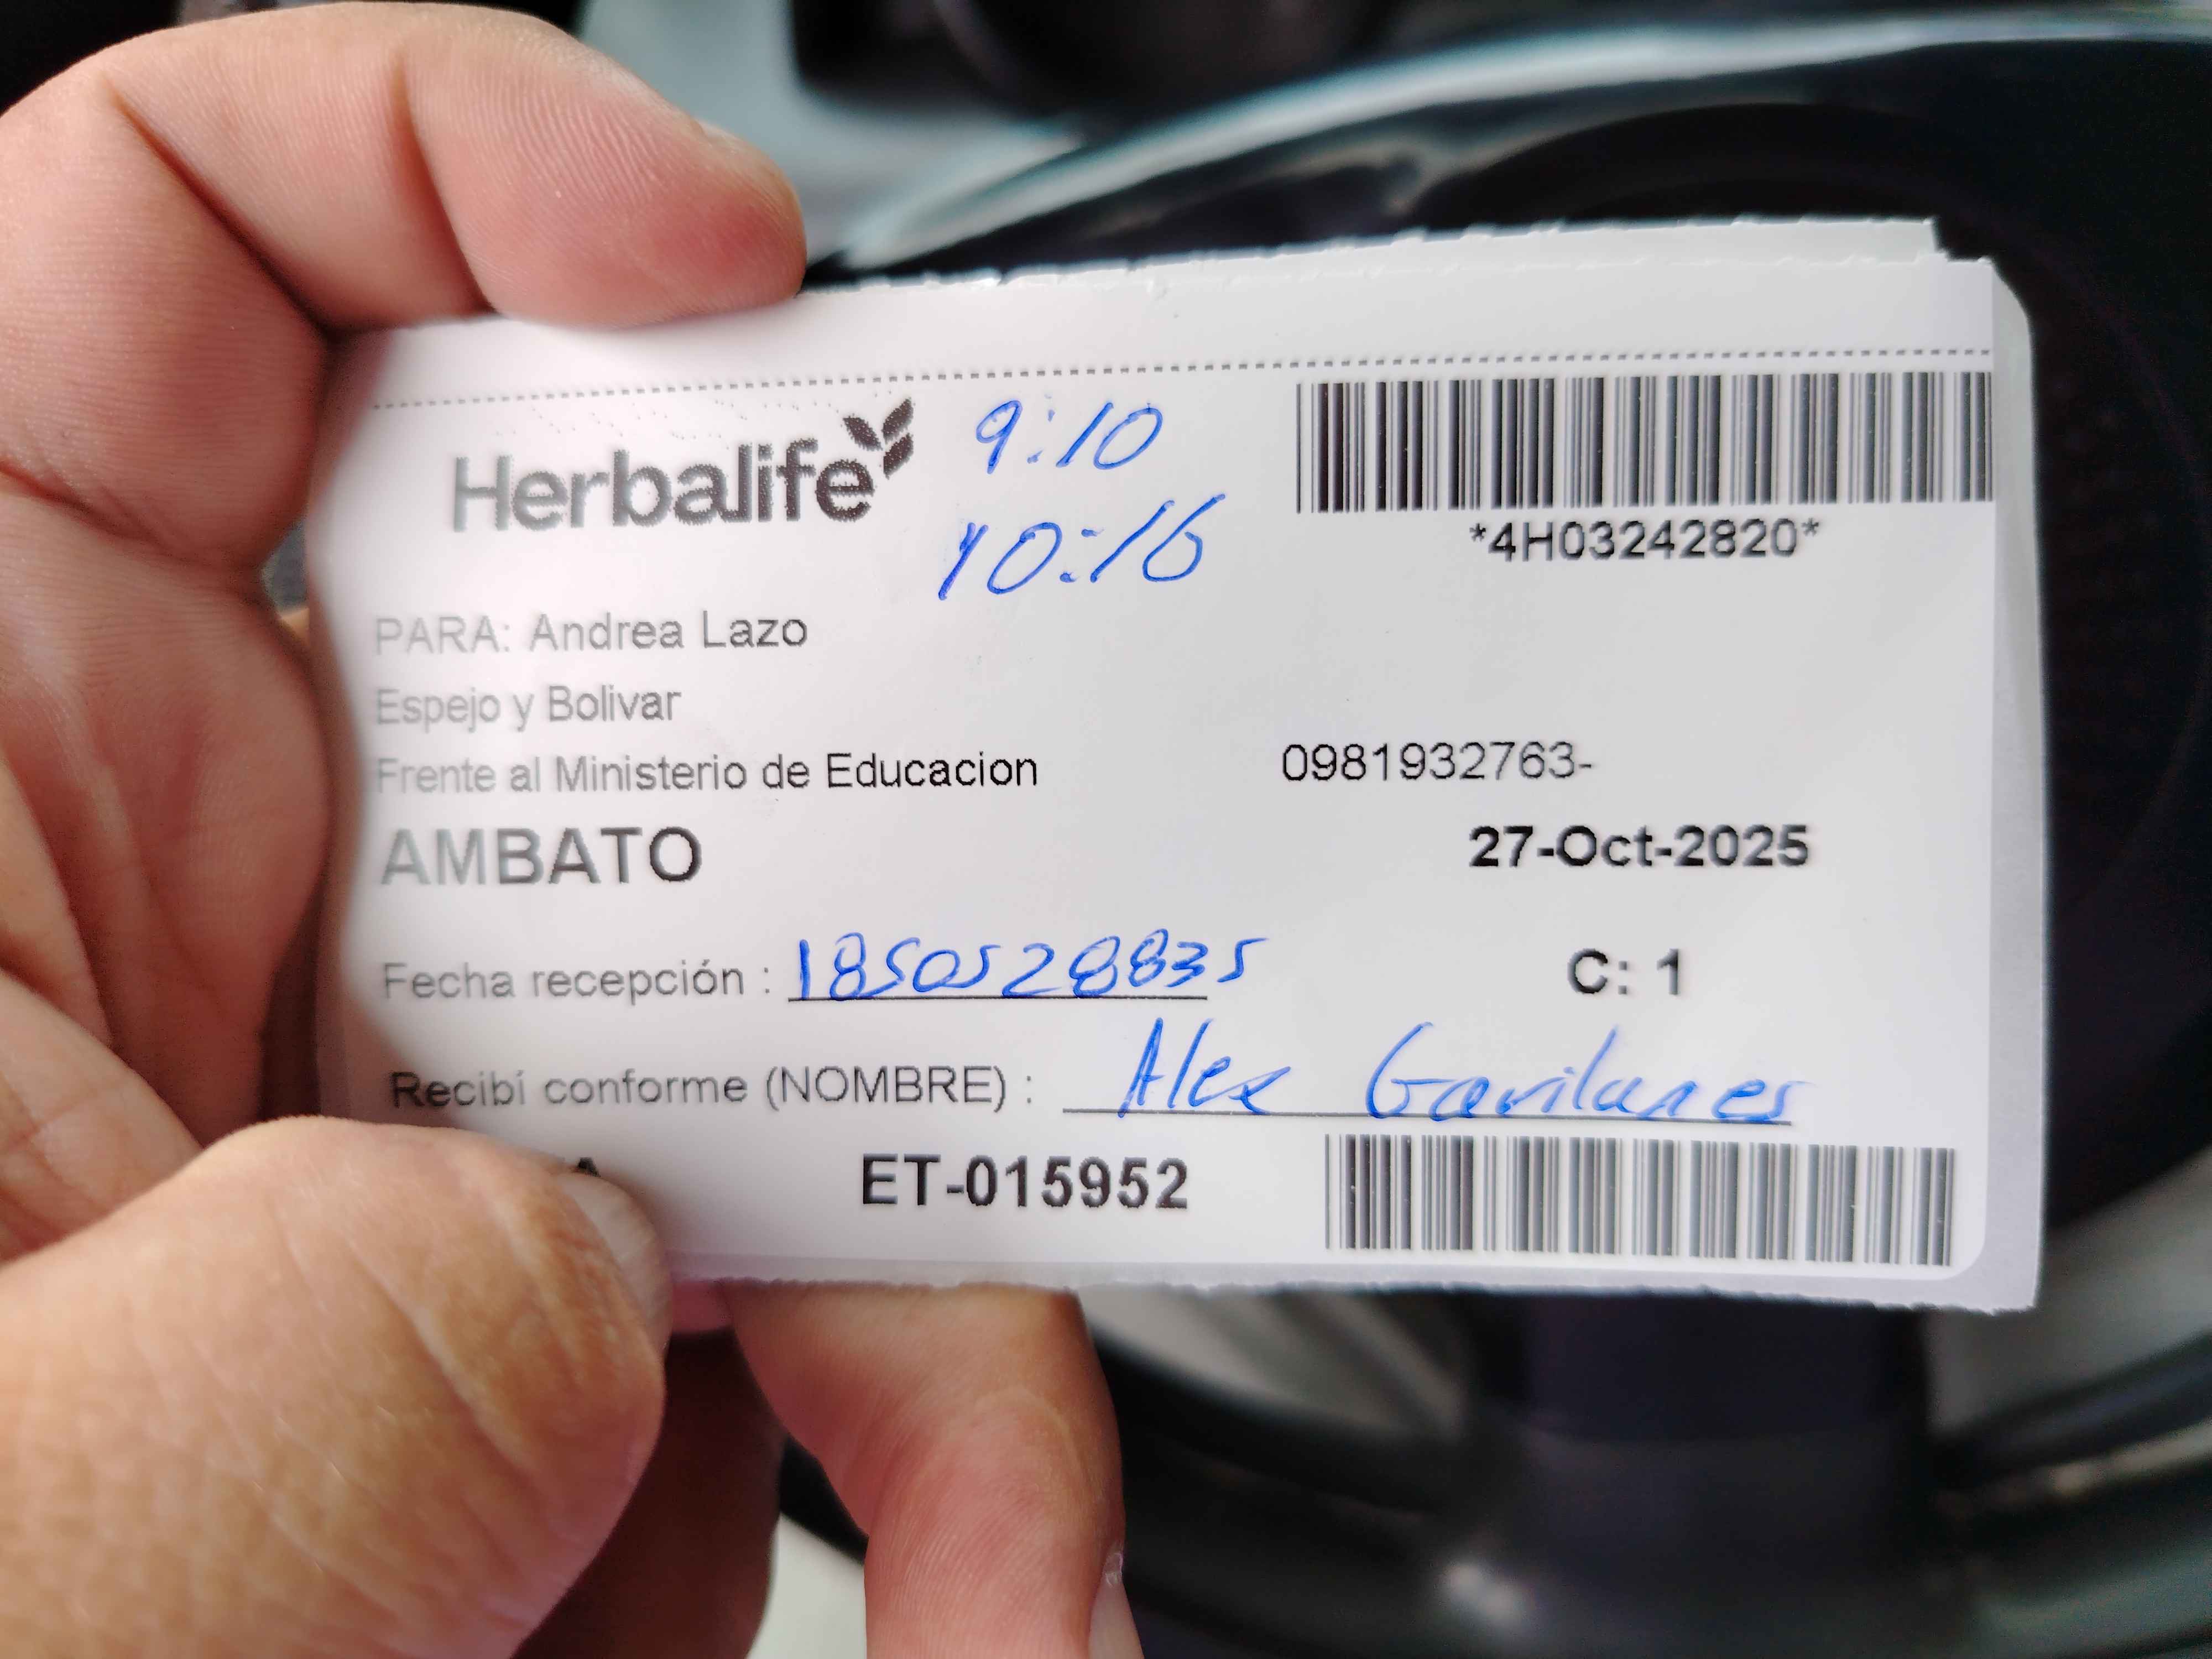 Herbalife
9:10
10:16
*4H03242820*
PARA: Andrea Lazo
Espejo y Bolivar
Frente al Ministerio de Educacion 0981932763-
AMBATO 27-Oct-2025
Fecha recepción : 1850528835 C: 1
Recibí conforme (NOMBRE) : Alex Gavilanes
ET-015952